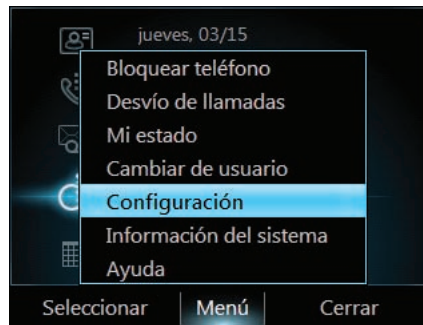 jueves, 03/15
Bloquear teléfono
Desvío de llamadas
Mi estado
Cambiar de usuario
Configuración
Información del sistema
Ayuda
Seleccionar Menú Cerrar